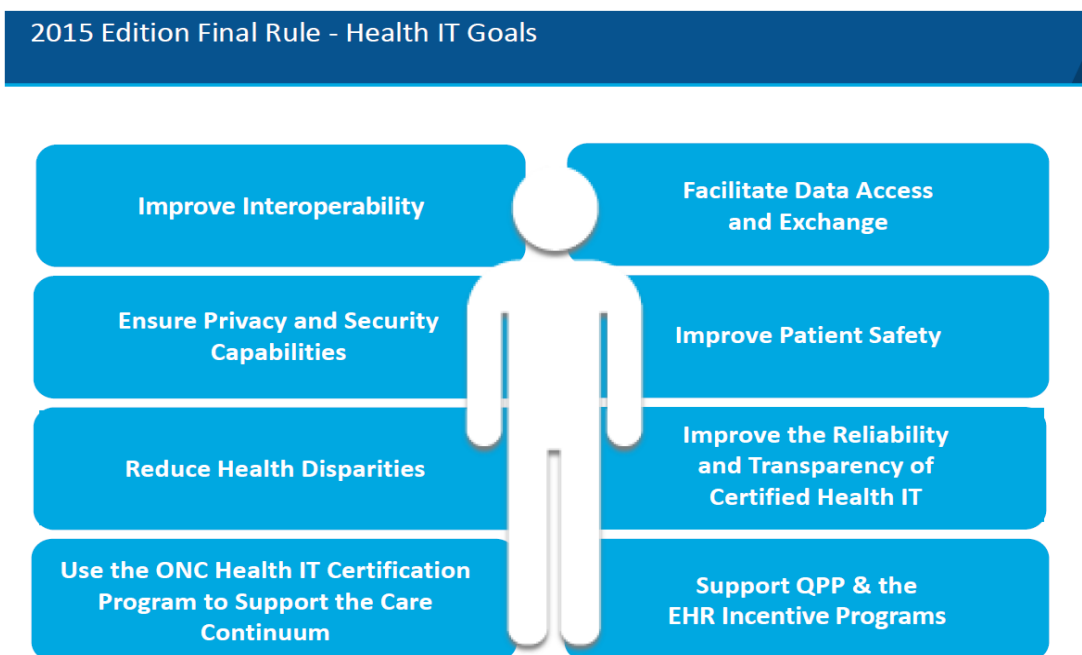 2015 Edition Final Rule - Health IT Goals
Improve Interoperability
Facilitate Data Access
and Exchange
Ensure Privacy and Security
Capabilities
Improve Patient Safety
Reduce Health Disparities
Improve the Reliability
and Transparency of
Certified Health IT
Use the ONC Health IT Certification
Program to Support the Care
Continuum
Support QPP & the
EHR Incentive Programs